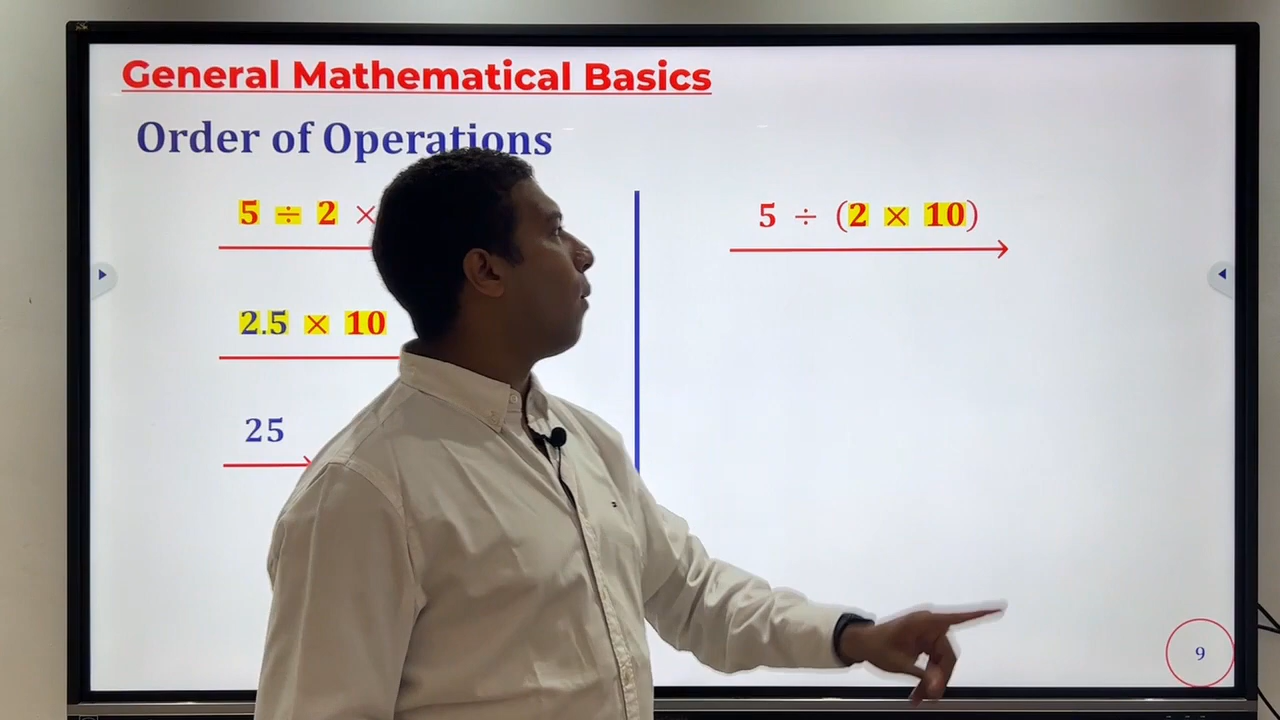 General Mathematical Basics
Order of Operations
5 ÷ 2 ×
2.5 × 10
25
5 ÷ (2 × 10)
9